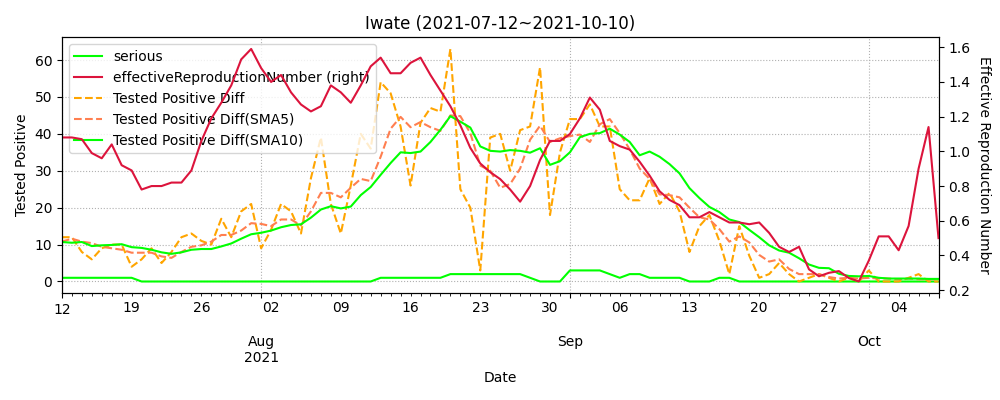 Iwate (2021-07-12~2021-10-10)
serious
effectiveReproductionNumber (right)
Tested Positive Diff
Tested Positive Diff(SMA5)
Tested Positive Diff(SMA10)
Tested Positive
60
50
40
30
20
10
0
1.6
1.4
1.2
1.0
0.8
0.6
0.4
0.2
Effective Reproduction Number
12 19 26 02 09 16 23 30 06 13 20 27 04
Aug Sep Oct
2021
Date